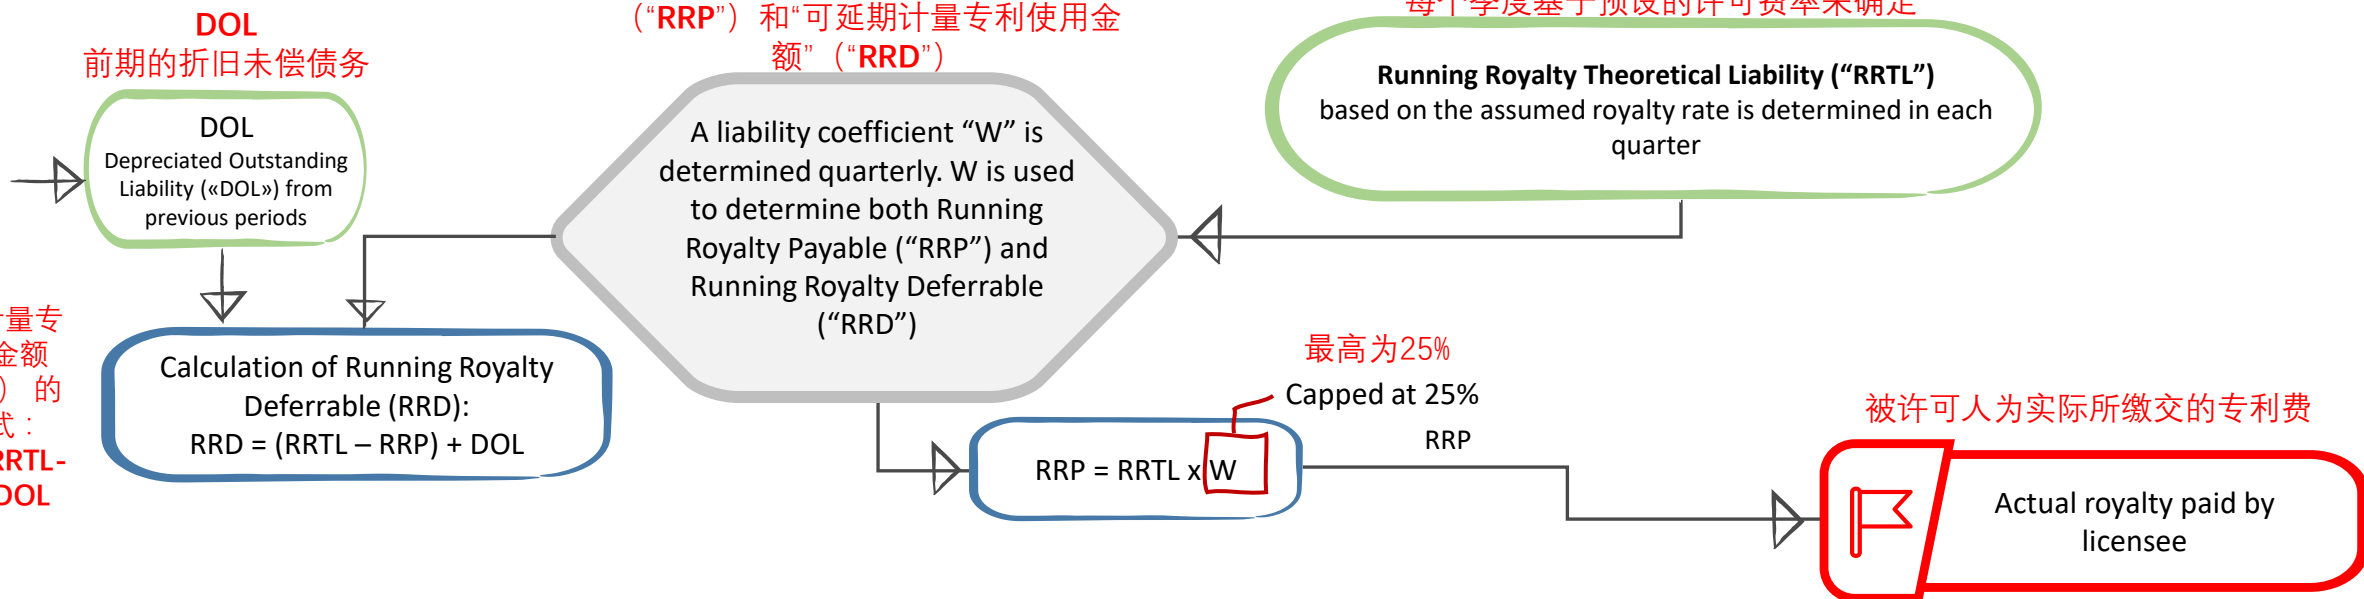 DOL
前期的折旧未偿债务
DOL
Depreciated Outstanding
Liability («DOL») from
previous periods
(“RRP”) 和“可延期计量专利使用金
额” (“RRD”)
A liability coefficient “W” is
determined quarterly. W is used
to determine both Running
Royalty Payable (“RRP”) and
Running Royalty Deferrable
(“RRD”)
每个季度基于预设的许可费率来确定
Running Royalty Theoretical Liability (“RRTL”)
based on the assumed royalty rate is determined in each
quarter
量专
金额
) 的
式：
RRTL-
DOL
Calculation of Running Royalty
Deferrable (RRD):
RRD = (RRTL – RRP) + DOL
最高为25%
Capped at 25%
RRP = RRTL x W
RRP
被许可人为实际所缴交的专利费
Actual royalty paid by
licensee